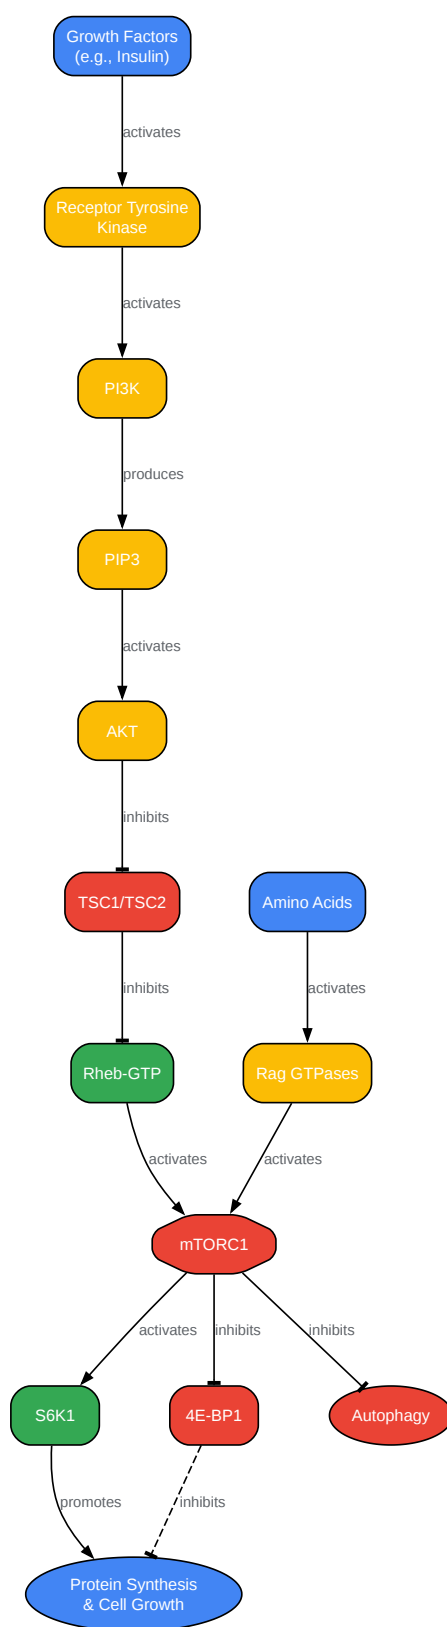 Growth Factors
(e.g., Insulin)
activates
Receptor Tyrosine
Kinase
activates
PI3K
produces
PIP3
activates
AKT
inhibits
TSC1/TSC2
Amino Acids
inhibits
activates
Rheb-GTP
Rag GTPases
activates
activates
mTORC1
activates
inhibits
inhibits
S6K1
4E-BP1
Autophagy
promotes
inhibits
Protein Synthesis
& Cell Growth